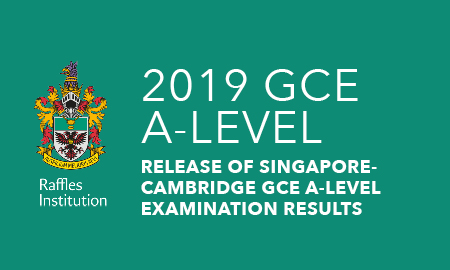 2019 GCE
A-LEVEL
RELEASE OF SINGAPORE-
CAMBRIDGE GCE A-LEVEL
EXAMINATION RESULTS
Raffles
Institution